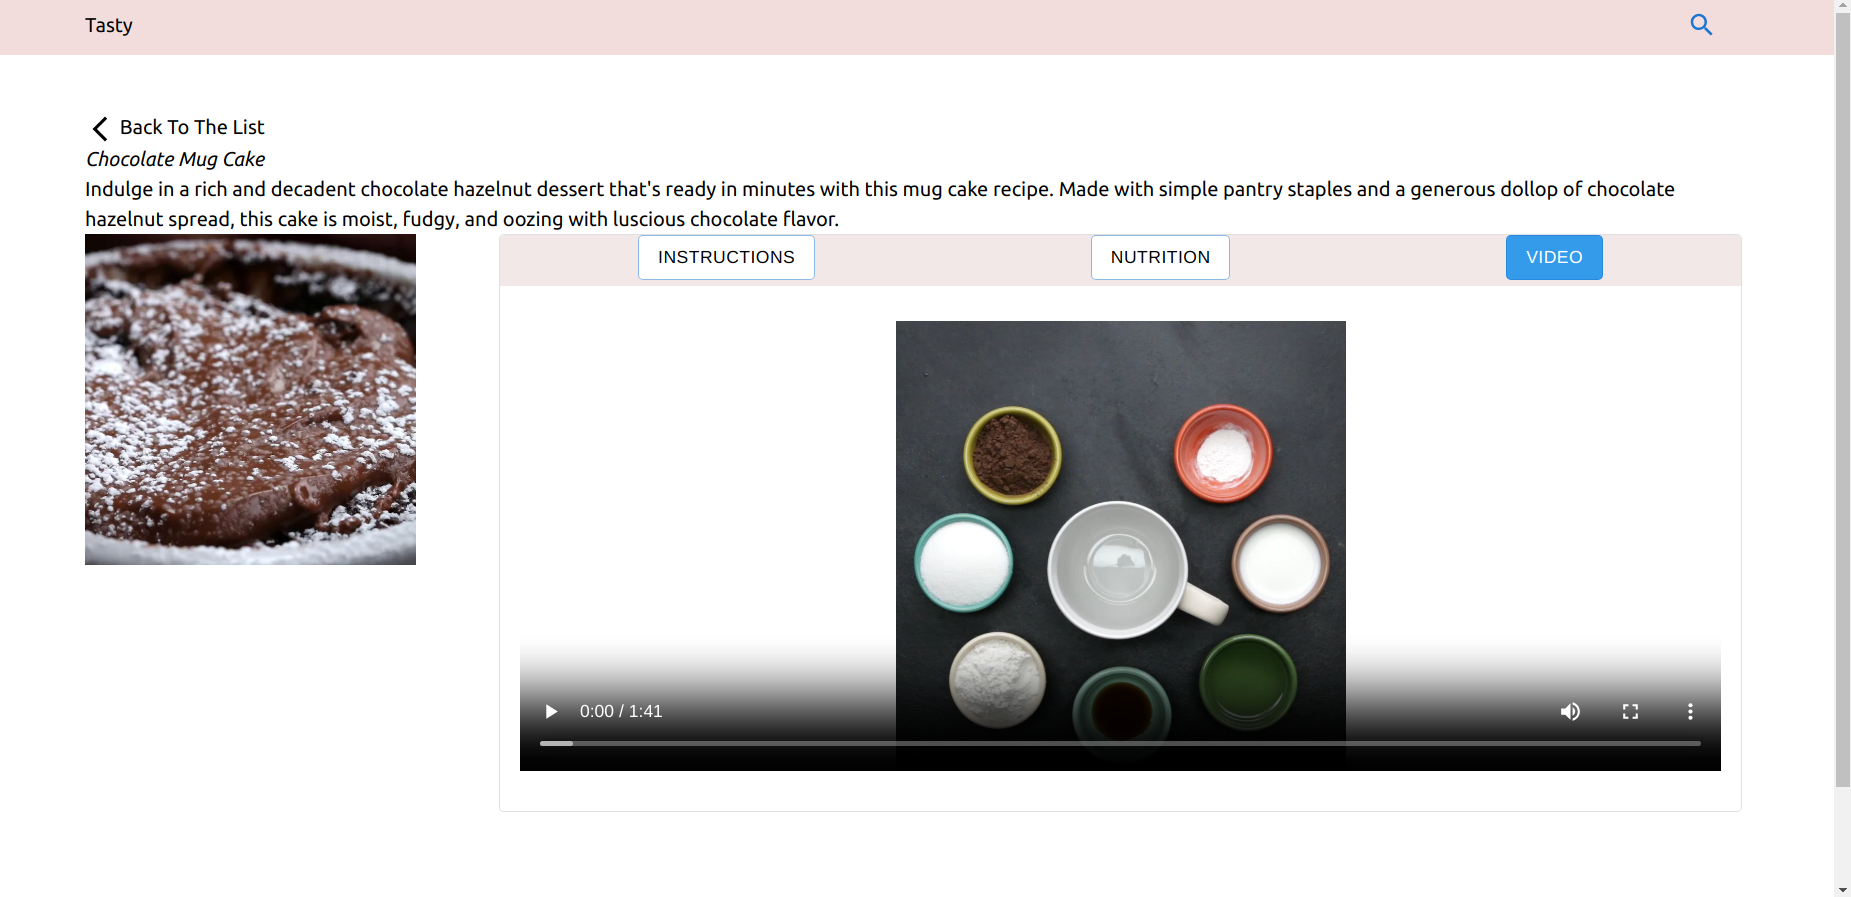 Tasty
Back To The List
Chocolate Mug Cake
Indulge in a rich and decadent chocolate hazelnut dessert that's ready in minutes with this mug cake recipe. Made with simple pantry staples and a generous dollop of chocolate
hazelnut spread, this cake is moist, fudgy, and oozing with luscious chocolate flavor.
INSTRUCTIONS
NUTRITION
VIDEO
0:00 / 1:41